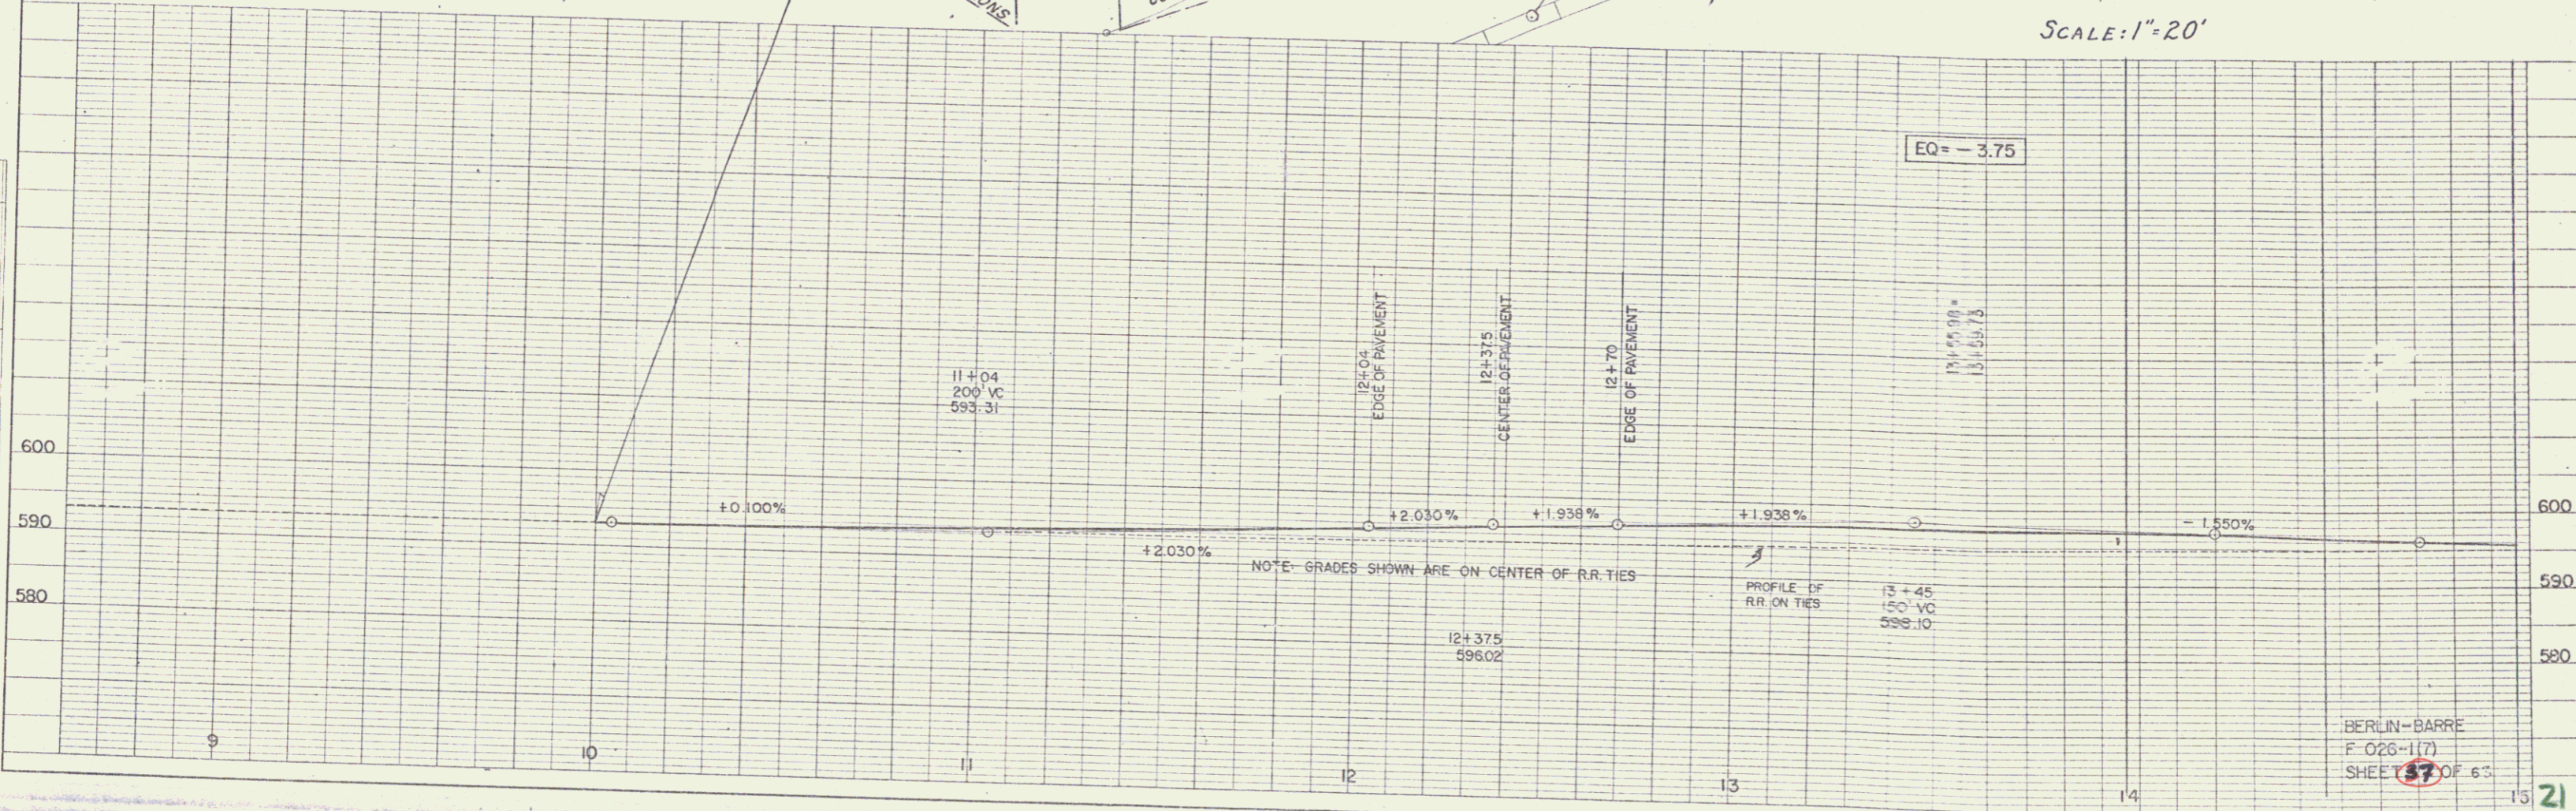 ONS
SCALE: 1"=20'
EQ= - 3.75
11+04
200' VC
593.31
12+04
EDGE OF PAVEMENT
12+37.5
CENTER OF PAVEMENT
12+70
EDGE OF PAVEMENT
13+59.73
600
590
580
+0.100%
+2.030%
+2.030%
+1.938%
+1.938%
- 1.550%
NOTE: GRADES SHOWN ARE ON CENTER OF R.R. TIES
PROFILE OF
R.R. ON TIES
13+45
150' VC
598.10
12+37.5
596.02
600
590
580
BERLIN-BARRE
F 026-1(7)
SHEET 37 OF 63
9
10
11
12
13
14
15
21